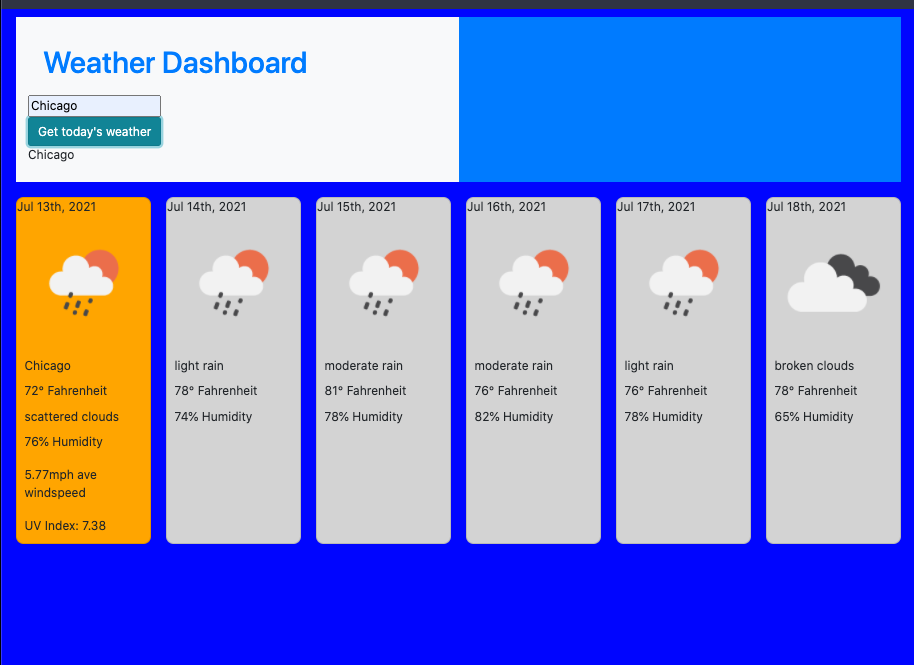 Weather Dashboard
Chicago
Get today's weather
Chicago
Jul 13th, 2021
Chicago
72° Fahrenheit
scattered clouds
76% Humidity
5.77mph ave
windspeed
UV Index: 7.38
Jul 14th, 2021
light rain
78° Fahrenheit
74% Humidity
Jul 15th, 2021
moderate rain
81° Fahrenheit
78% Humidity
Jul 16th, 2021
moderate rain
76° Fahrenheit
82% Humidity
Jul 17th, 2021
light rain
76° Fahrenheit
78% Humidity
Jul 18th, 2021
broken clouds
78° Fahrenheit
65% Humidity